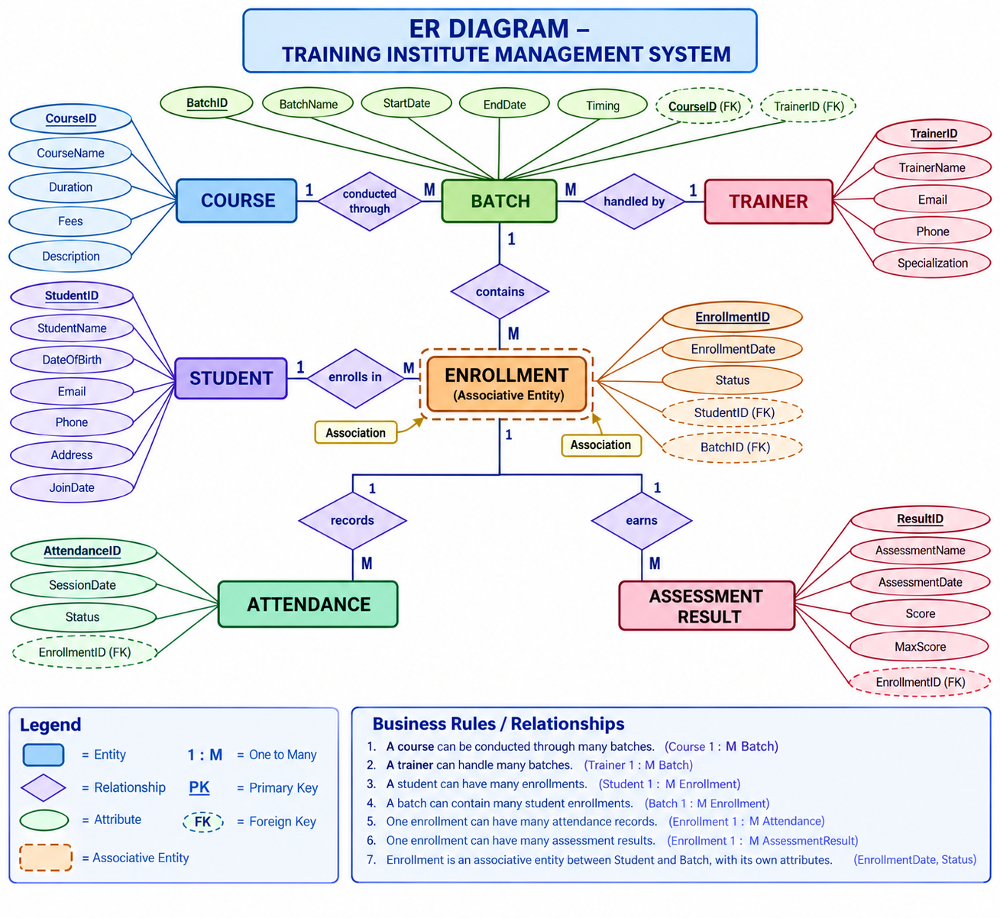 ER DIAGRAM –
TRAINING INSTITUTE MANAGEMENT SYSTEM
BatchID
BatchName
StartDate
EndDate
Timing
CourseID (FK)
TrainerID (FK)
CourseID
CourseName
Duration
Fees
Description
COURSE
1
conducted
through
M
BATCH
M
handled by
1
TRAINER
TrainerID
TrainerName
Email
Phone
Specialization
1
contains
M
StudentID
StudentName
DateOfBirth
Email
Phone
Address
JoinDate
STUDENT
1
enrolls in
M
ENROLLMENT
(Associative Entity)
EnrollmentID
EnrollmentDate
Status
StudentID (FK)
BatchID (FK)
Association
Association
1
1
records
M
1
earns
M
AttendanceID
SessionDate
Status
EnrollmentID (FK)
ATTENDANCE
ASSESSMENT
RESULT
ResultID
AssessmentName
AssessmentDate
Score
MaxScore
EnrollmentID (FK)
Legend
= Entity
1 : M = One to Many
= Relationship
PK = Primary Key
= Attribute
FK = Foreign Key
= Associative Entity
Business Rules / Relationships
1. A course can be conducted through many batches. (Course 1 : M Batch)
2. A trainer can handle many batches. (Trainer 1 : M Batch)
3. A student can have many enrollments. (Student 1 : M Enrollment)
4. A batch can contain many student enrollments. (Batch 1 : M Enrollment)
5. One enrollment can have many attendance records. (Enrollment 1 : M Attendance)
6. One enrollment can have many assessment results. (Enrollment 1 : M AssessmentResult)
7. Enrollment is an associative entity between Student and Batch, with its own attributes. (EnrollmentDate, Status)